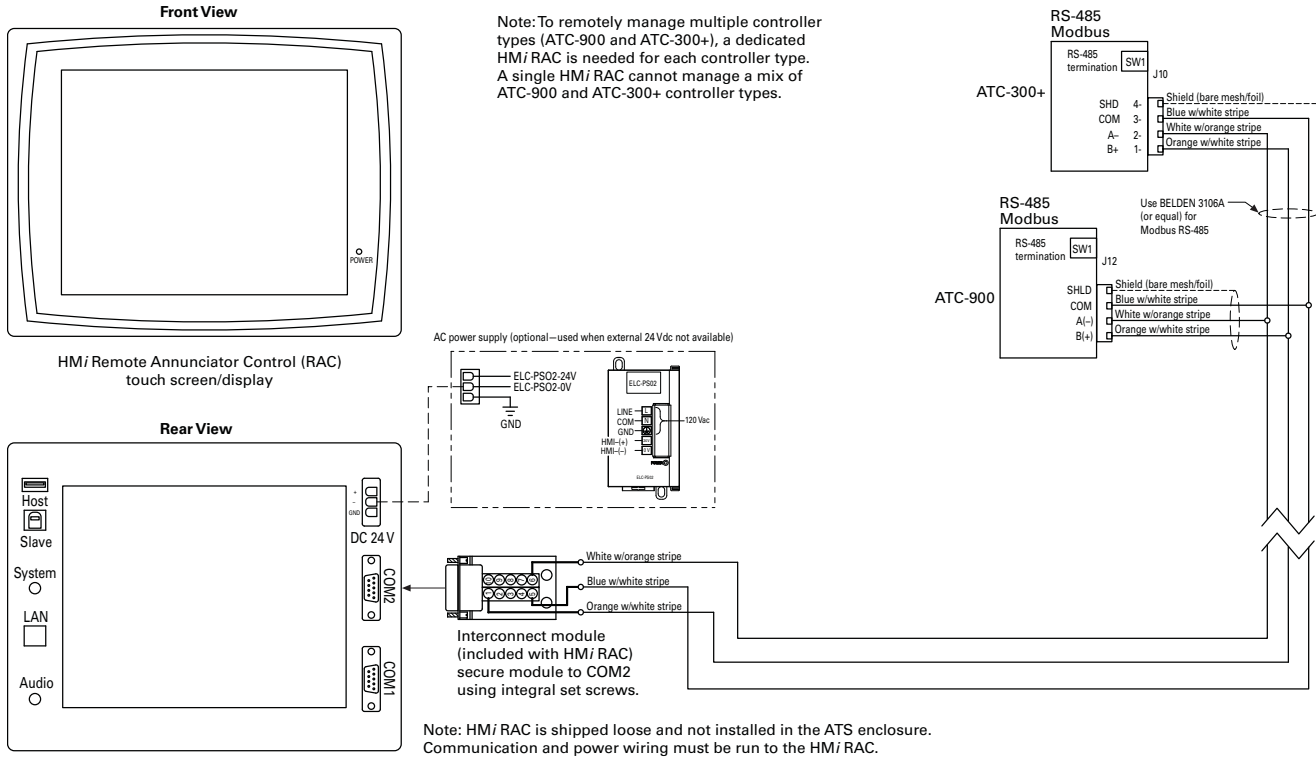 Front View
POWER
HMi Remote Annunciator Control (RAC)
touch screen/display
Note: To remotely manage multiple controller
types (ATC-900 and ATC-300+), a dedicated
HMi RAC is needed for each controller type.
A single HMi RAC cannot manage a mix of
ATC-900 and ATC-300+ controller types.
RS-485
Modbus
RS-485
termination
SW1
J10
ATC-300+
SHD 4-
COM 3-
A– 2-
B+ 1-
Shield (bare mesh/foil)
Blue w/white stripe
White w/orange stripe
Orange w/white stripe
RS-485
Modbus
RS-485
termination
SW1
J12
ATC-900
SHLD
COM
A(–)
B(+)
Shield (bare mesh/foil)
Blue w/white stripe
White w/orange stripe
Orange w/white stripe
Use BELDEN 3106A
(or equal) for
Modbus RS-485
AC power supply (optional—used when external 24 Vdc not available)
ELC-PSO2-24V
ELC-PSO2-0V
GND
ELC-PS02
LINE
L
COM
N
GND
HMI–(+)
HMI–(–)
0 V
120 Vac
POWER
ELC-PS02
Rear View
Host
Slave
System
LAN
Audio
+
–
GND
DC 24 V
COM2
COM1
White w/orange stripe
Blue w/white stripe
Orange w/white stripe
Interconnect module
(included with HMi RAC)
secure module to COM2
using integral set screws.
Note: HMi RAC is shipped loose and not installed in the ATS enclosure.
Communication and power wiring must be run to the HMi RAC.